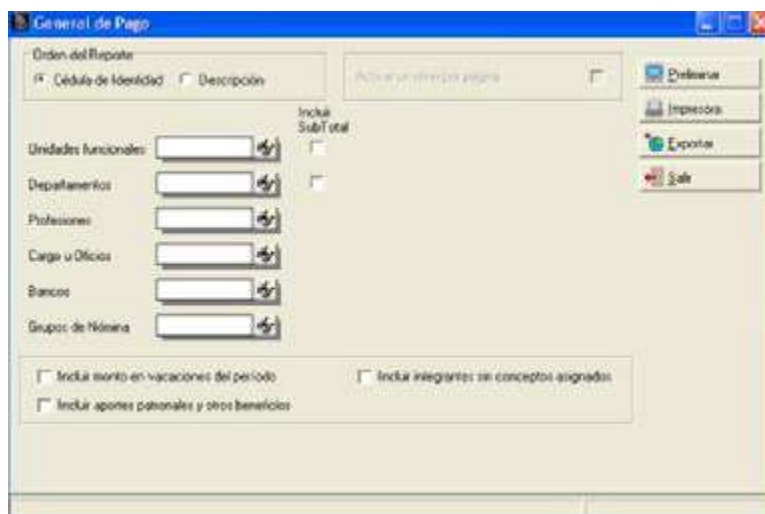 General de Pago
Orden del Reporte
Cédula de Identidad
Descripción
Preliminar
Impresora
Exportar
Salir
Incluir
SubTotal
Unidades funcionales
Departamentos
Profesiones
Cargo u Oficios
Bancos
Grupos de Nómina
Incluir monto en vacaciones del período
Incluir integrantes sin conceptos asignados
Incluir aportes patronales y otros beneficios